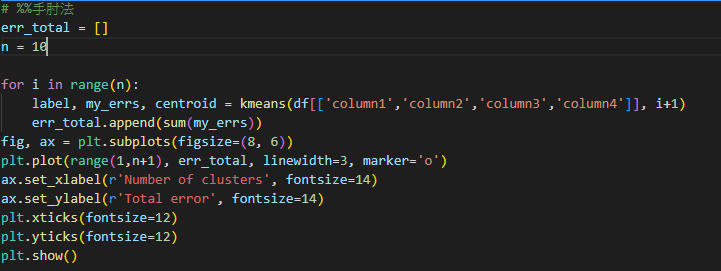 # %%手肘法
err_total = []
n = 10
for i in range(n):
    label, my_errs, centroid = kmeans(df[['column1','column2','column3','column4']], i+1)
    err_total.append(sum(my_errs))
fig, ax = plt.subplots(figsize=(8, 6))
plt.plot(range(1,n+1), err_total, linewidth=3, marker='o')
ax.set_xlabel(r'Number of clusters', fontsize=14)
ax.set_ylabel(r'Total error', fontsize=14)
plt.xticks(fontsize=12)
plt.yticks(fontsize=12)
plt.show()